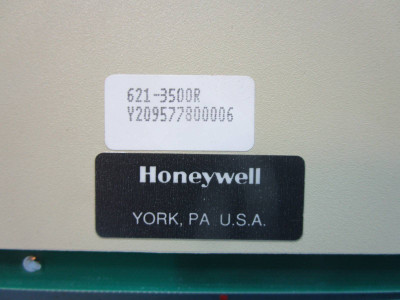 621-3500R
Y209577800006
Honeywell
YORK, PA U.S.A.